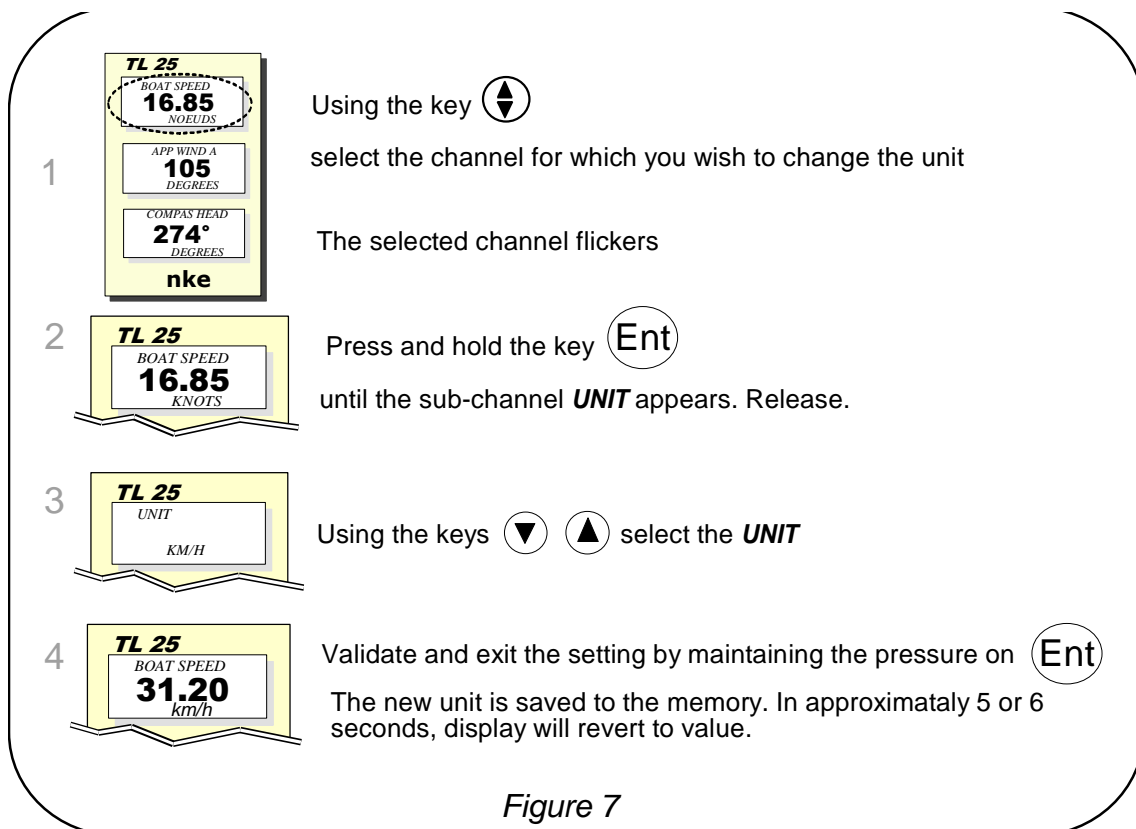 TL 25
BOAT SPEED
16.85
NOEUDS
APP WIND A
105
DEGREES
COMPAS HEAD
274°
DEGREES
nke
1
Using the key
select the channel for which you wish to change the unit
The selected channel flickers
2
TL 25
BOAT SPEED
16.85
KNOTS
Press and hold the key Ent
until the sub-channel UNIT appears. Release.
3
TL 25
UNIT
KM/H
Using the keys select the UNIT
4
TL 25
BOAT SPEED
31.20
km/h
Validate and exit the setting by maintaining the pressure on Ent
The new unit is saved to the memory. In approximataly 5 or 6
seconds, display will revert to value.
Figure 7